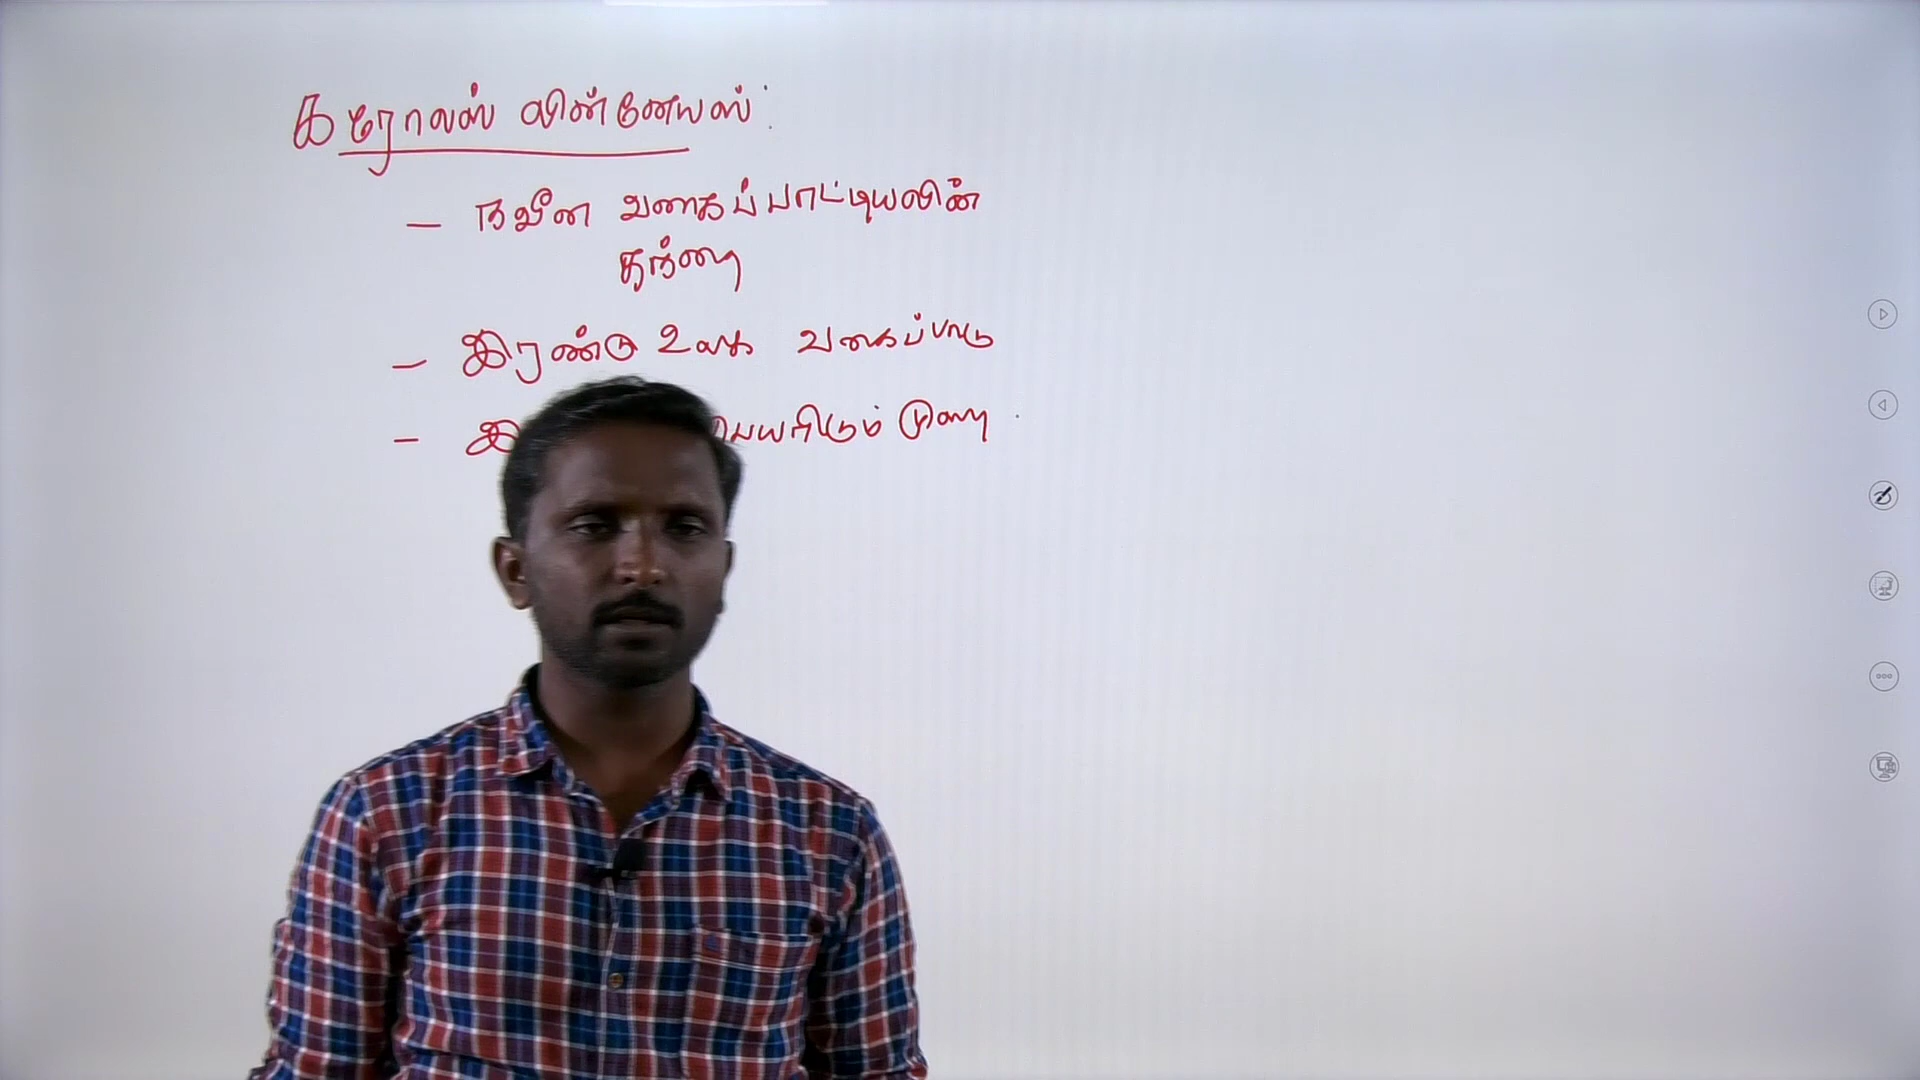 கரோலஸ் லின்னேயஸ் :
– நவீன வகைப்பாட்டியலின்
தந்தை
– இரண்டு உலக வகைப்பாடு
– பெயரிடும் முறை .